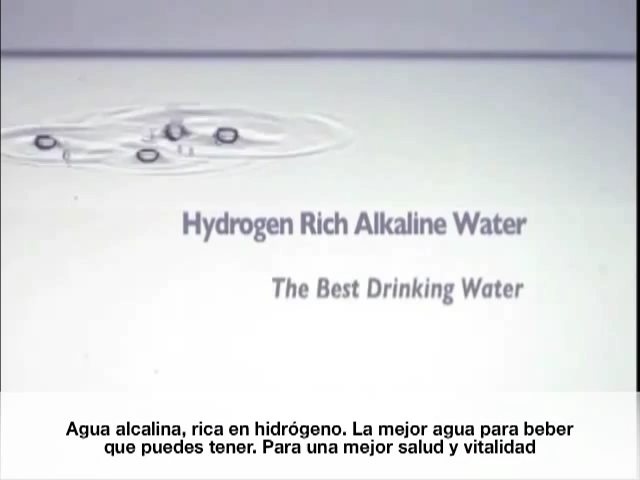 Hydrogen Rich Alkaline Water
The Best Drinking Water
Agua alcalina, rica en hidrógeno. La mejor agua para beber
que puedes tener. Para una mejor salud y vitalidad